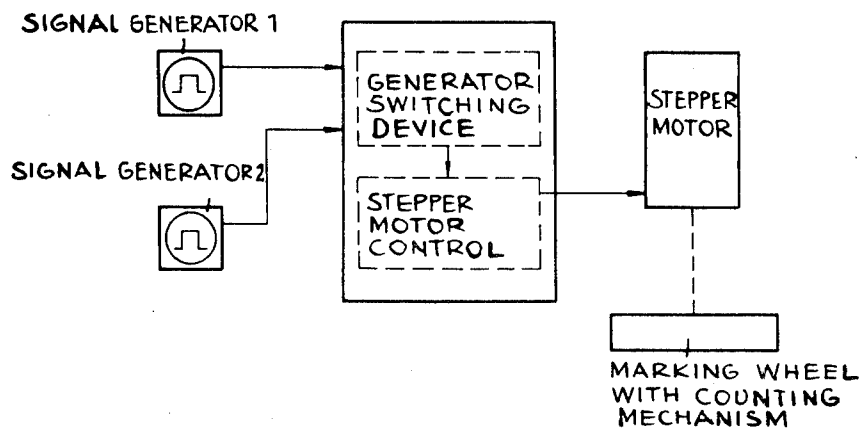 SIGNAL GENERATOR 1
GENERATOR
SWITCHING
DEVICE
STEPPER
MOTOR
SIGNAL GENERATOR 2
STEPPER
MOTOR
CONTROL
MARKING WHEEL
WITH COUNTING
MECHANISM